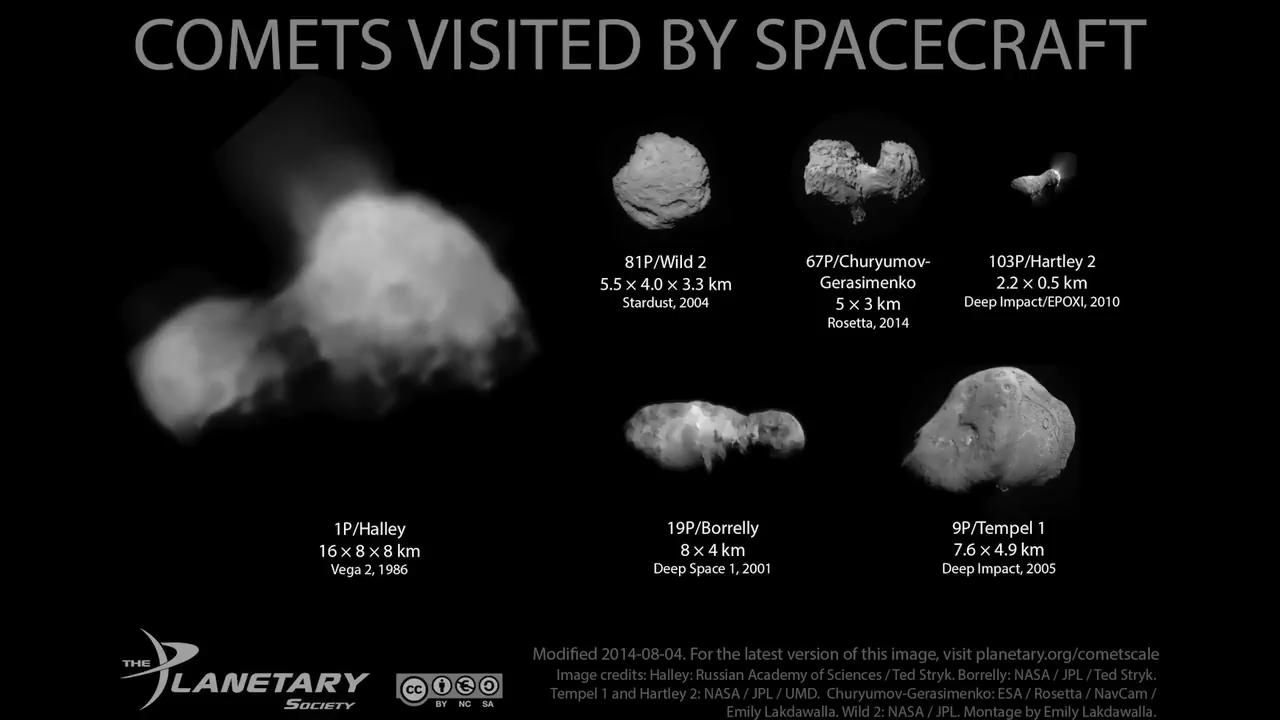 COMETS VISITED BY SPACECRAFT
81P/Wild 2
5.5 × 4.0 × 3.3 km
Stardust, 2004
67P/Churyumov-
Gerasimenko
5 × 3 km
Rosetta, 2014
103P/Hartley 2
2.2 × 0.5 km
Deep Impact/EPOXI, 2010
1P/Halley
16 × 8 × 8 km
Vega 2, 1986
19P/Borrelly
8 × 4 km
Deep Space 1, 2001
9P/Tempel 1
7.6 × 4.9 km
Deep Impact, 2005
THE
PLANETARY
SOCIETY
cc
BY NC SA
Modified 2014-08-04. For the latest version of this image, visit planetary.org/cometscale
Image credits: Halley: Russian Academy of Sciences / Ted Stryk. Borrelly: NASA / JPL / Ted Stryk.
Tempel 1 and Hartley 2: NASA / JPL / UMD. Churyumov-Gerasimenko: ESA / Rosetta / NavCam /
Emily Lakdawalla. Wild 2: NASA / JPL. Montage by Emily Lakdawalla.